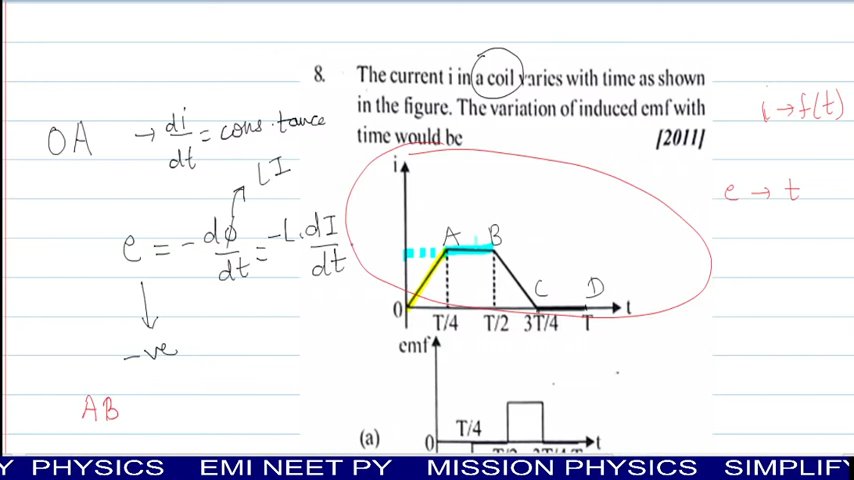 8. The current i in a coil varies with time as shown
in the figure. The variation of induced emf with
time would be [2011]
i → f(t)
e → t
OA → di/dt = cons.tance
LI
e = - dϕ/dt = -L.dI/dt
-ve
AB
i
A B
C D
0 T/4 T/2 3T/4 T t
emf
(a) 0 T/4 t
Y PHYSICS EMI NEET PY MISSION PHYSICS SIMPLIFY